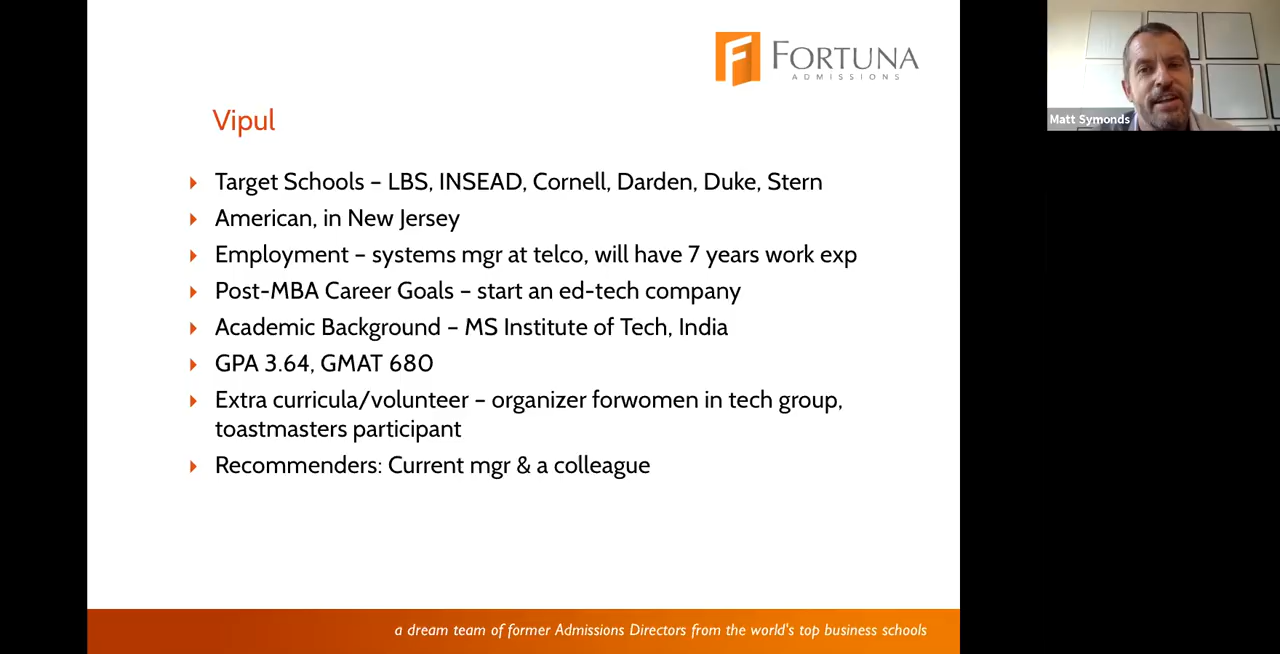 FORTUNA
ADMISSIONS
Matt Symonds
Vipul
Target Schools – LBS, INSEAD, Cornell, Darden, Duke, Stern
American, in New Jersey
Employment – systems mgr at telco, will have 7 years work exp
Post-MBA Career Goals – start an ed-tech company
Academic Background – MS Institute of Tech, India
GPA 3.64, GMAT 680
Extra curricula/volunteer – organizer forwomen in tech group,
toastmasters participant
Recommenders: Current mgr & a colleague
a dream team of former Admissions Directors from the world's top business schools